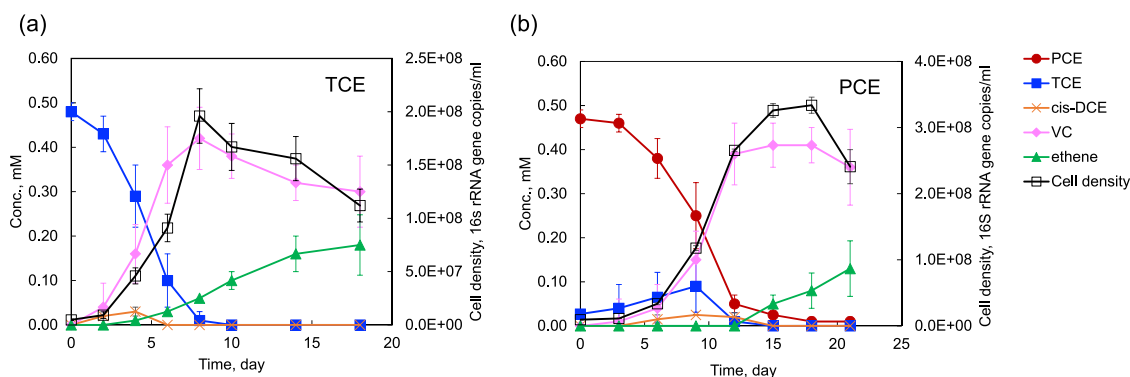 (a)
TCE
Conc., mM
0.60
0.50
0.40
0.30
0.20
0.10
0.00
0
5
10
15
20
Time, day
2.5E+08
2.0E+08
1.5E+08
1.0E+08
5.0E+07
0.0E+00
Cell density, 16s rRNA gene copies/ml
(b)
PCE
Conc., mM
0.60
0.50
0.40
0.30
0.20
0.10
0.00
0
5
10
15
20
25
Time, day
4.0E+08
3.0E+08
2.0E+08
1.0E+08
0.0E+00
Cell density, 16S rRNA gene copies/ml
PCE
TCE
cis-DCE
VC
ethene
Cell density